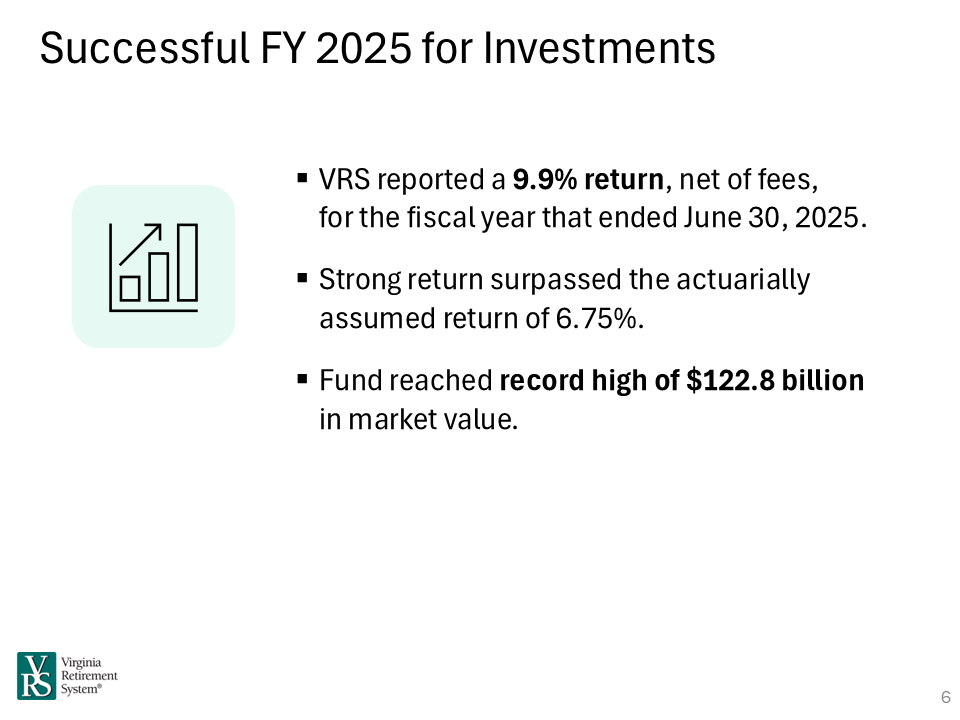 Successful FY 2025 for Investments
▪ VRS reported a 9.9% return, net of fees,
for the fiscal year that ended June 30, 2025.
▪ Strong return surpassed the actuarially
assumed return of 6.75%.
▪ Fund reached record high of $122.8 billion
in market value.
VRS
Virginia
Retirement
System®
6